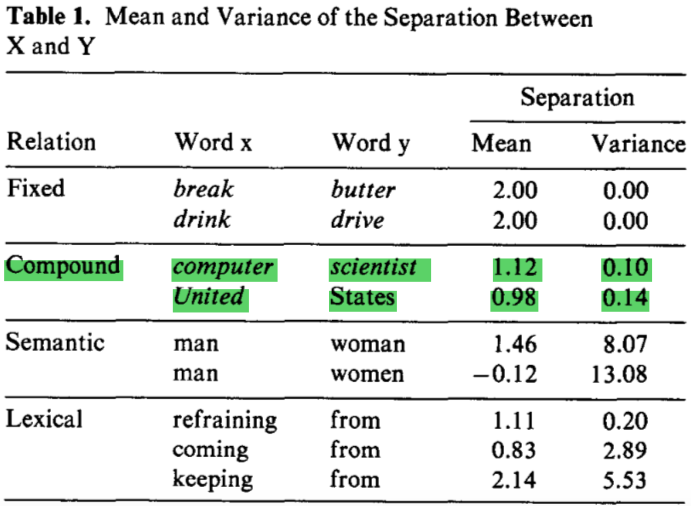 Table 1. Mean and Variance of the Separation Between
X and Y
Separation
Relation Word x Word y Mean Variance
Fixed break butter 2.00 0.00
drink drive 2.00 0.00
Compound computer scientist 1.12 0.10
United States 0.98 0.14
Semantic man woman 1.46 8.07
man women −0.12 13.08
Lexical refraining from 1.11 0.20
coming from 0.83 2.89
keeping from 2.14 5.53